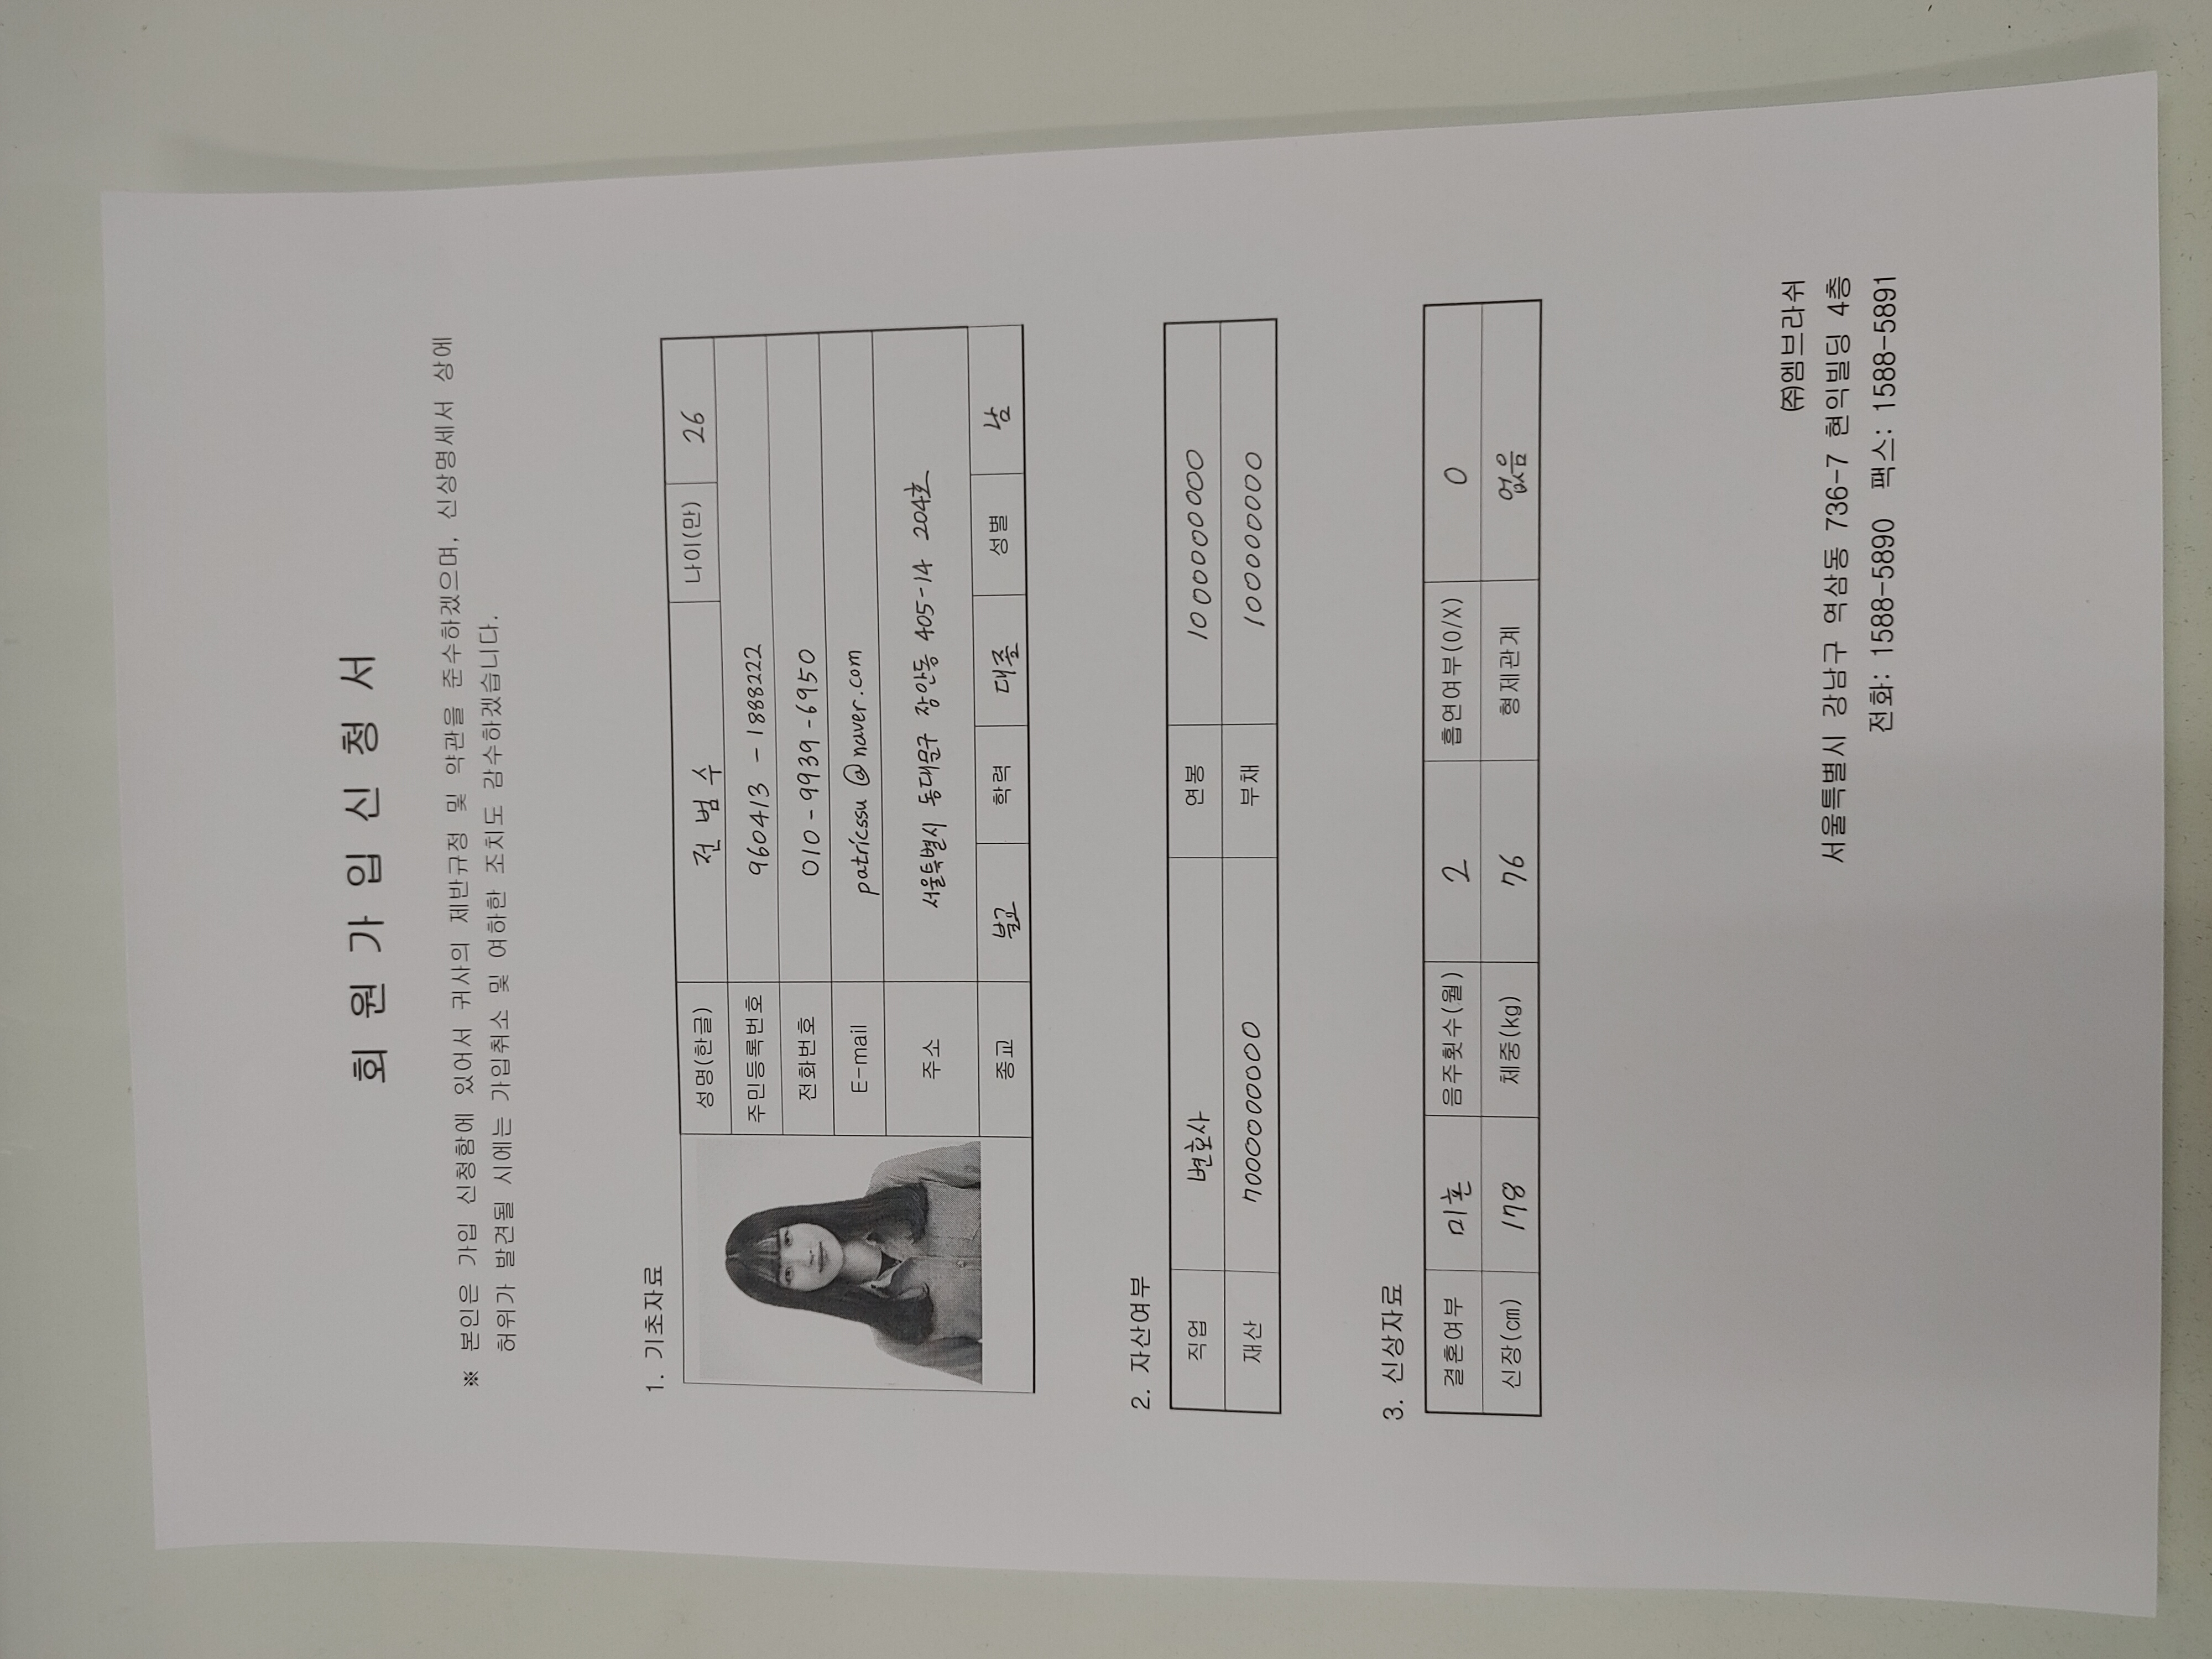 회 원 가 입 신 청 서
※ 본인은 가입 신청함에 있어서 귀사의 제반규정 및 약관을 준수하겠으며, 신상명세서 상에
허위가 발견될 시에는 가입취소 및 여하한 조치도 감수하겠습니다.
1. 기초자료
성명(한글) 전 범 수 나이(만) 26
주민등록번호 960413 - 1888222
전화번호 010 - 9939 - 6950
E-mail patricssu @ naver.com
주소 서울특별시 동대문구 장안동 405-14 204호
종교 불교 학력 대졸 성별 남
2. 자산여부
직업 변호사 연봉 1000000000
재산 7000000000 부채 100000000
3. 신상자료
결혼여부 미혼 음주횟수(월) 2 흡연여부(O/X) O
신장(cm) 178 체중(kg) 76 형제관계 없음
㈜엠브라쉬
서울특별시 강남구 역삼동 736-7 현익빌딩 4층
전화: 1588-5890 팩스: 1588-5891